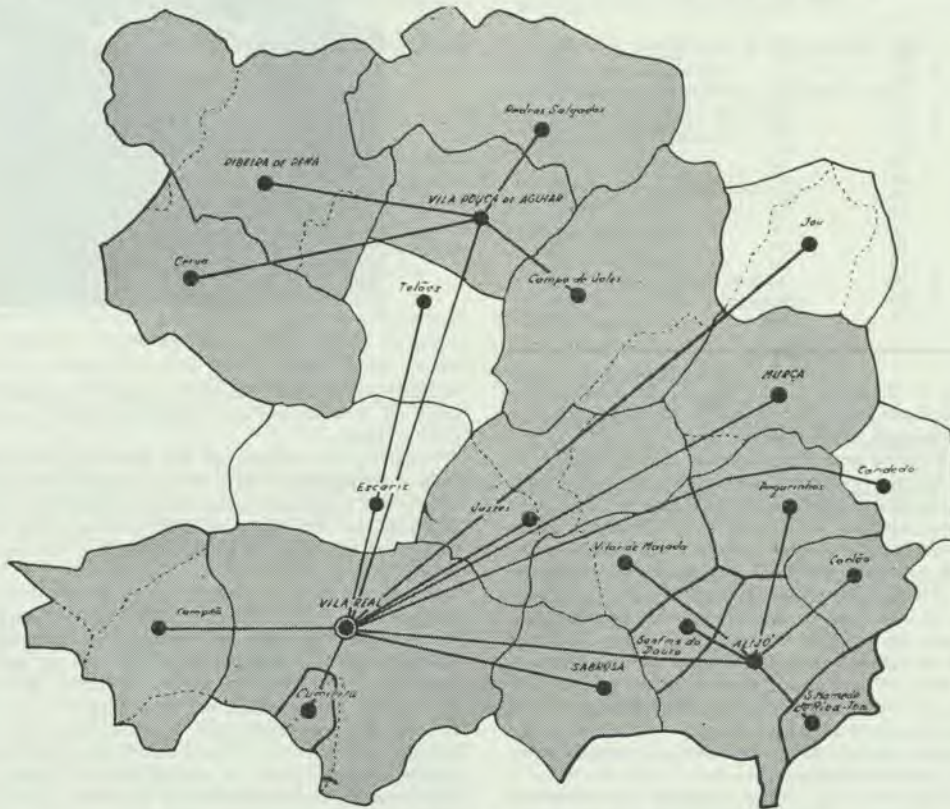 Pedras Salgadas
RIBEIRA DE PENA
VILA POUCA DE AGUIAR
Jou
Cerva
Campo de Jales
Telões
MURÇA
Escariz
Justes
Candedo
Pegarinhos
Vilar de Maçada
Carlão
VILA REAL
Campeã
Sanfins do
Douro
ALIJÓ
SABROSA
Cumieira
S. Mamede
de Riba-Tua